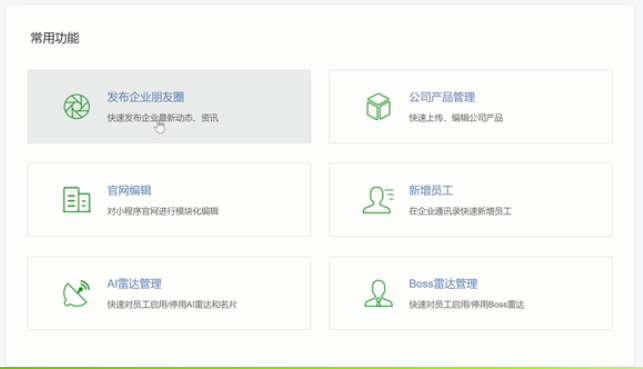 常用功能
发布企业朋友圈
快速发布企业最新动态、资讯
公司产品管理
快速上传、编辑公司产品
官网编辑
对小程序官网进行模块化编辑
新增员工
在企业通讯录快速新增员工
AI雷达管理
快速对员工启用/停用AI雷达和名片
Boss雷达管理
快速对员工启用/停用Boss雷达